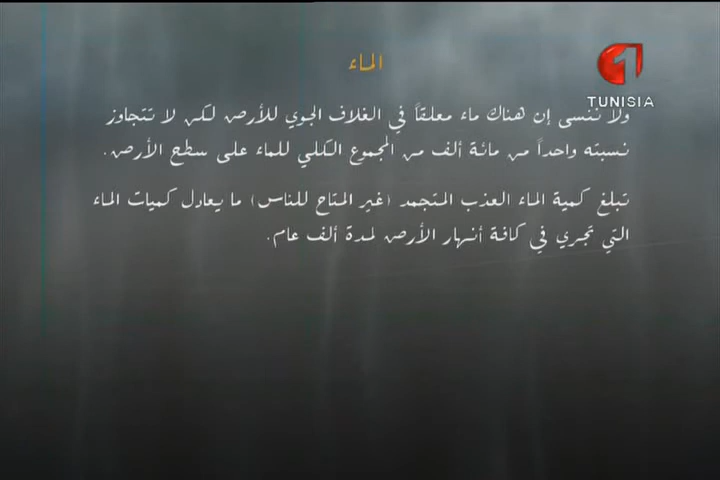 الماء
1
TUNISIA
ولا ننسى إن هناك ماء معلقاً في الغلاف الجوي للأرض لكن لا تتجاوز
نسبته واحداً من مائة ألف من المجموع الكلي للماء على سطح الأرض.
تبلغ كمية الماء العذب المتجمد (غير المتاح للناس) ما يعادل كميات الماء
التي تجري في كافة أنهار الأرض لمدة ألف عام.